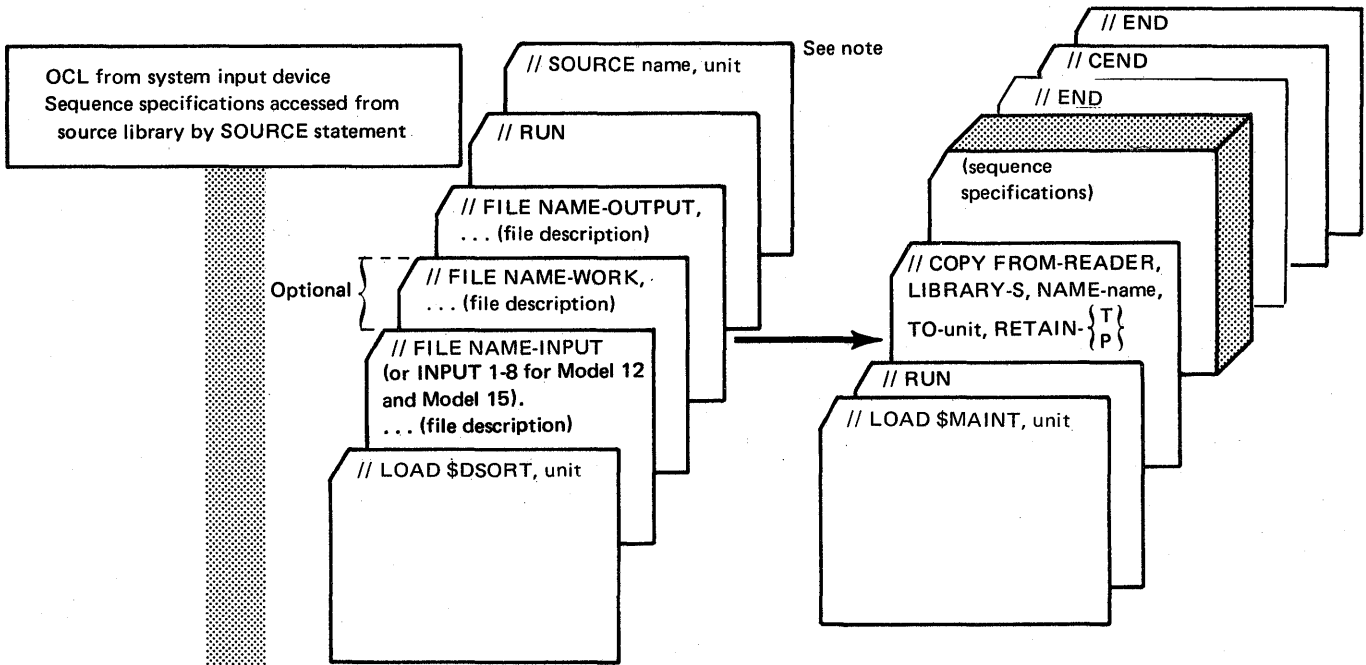 OCL from system input device
Sequence specifications accessed from
source library by SOURCE statement
See note
// SOURCE name, unit
// RUN
// FILE NAME-OUTPUT,
. . . (file description)
Optional
// FILE NAME-WORK,
. . . (file description)
// FILE NAME-INPUT
(or INPUT 1-8 for Model 12
and Model 15).
. . . (file description)
// LOAD $DSORT, unit
// END
// CEND
// END
(sequence
specifications)
// COPY FROM-READER,
LIBRARY-S, NAME-name,
TO-unit, RETAIN-{T
P}
// RUN
// LOAD $MAINT, unit